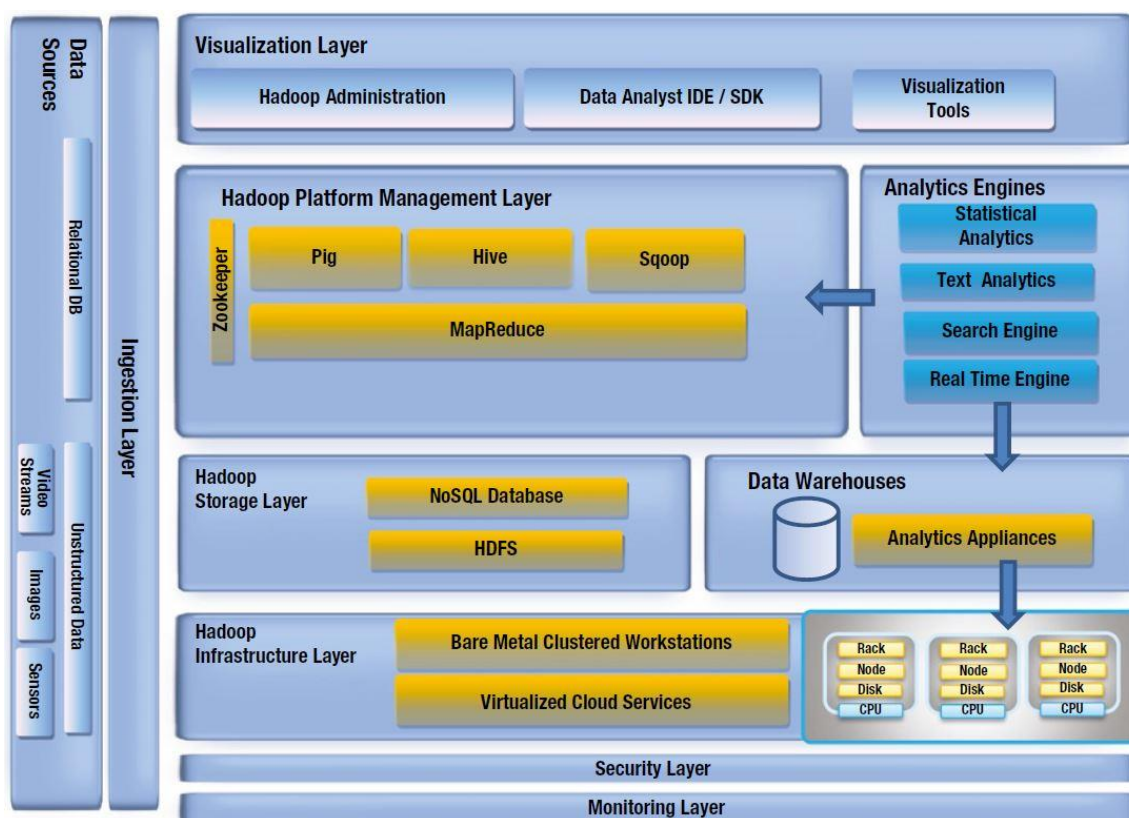 Data
Sources
Relational DB
Unstructured Data
Video
Streams
Images
Sensors
Ingestion Layer
Visualization Layer
Hadoop Administration
Data Analyst IDE / SDK
Visualization
Tools
Hadoop Platform Management Layer
Zookeeper
Pig
Hive
Sqoop
MapReduce
Analytics Engines
Statistical
Analytics
Text Analytics
Search Engine
Real Time Engine
Hadoop
Storage Layer
NoSQL Database
HDFS
Data Warehouses
Analytics Appliances
Hadoop
Infrastructure Layer
Bare Metal Clustered Workstations
Virtualized Cloud Services
Rack
Node
Disk
CPU
Rack
Node
Disk
CPU
Rack
Node
Disk
CPU
Security Layer
Monitoring Layer